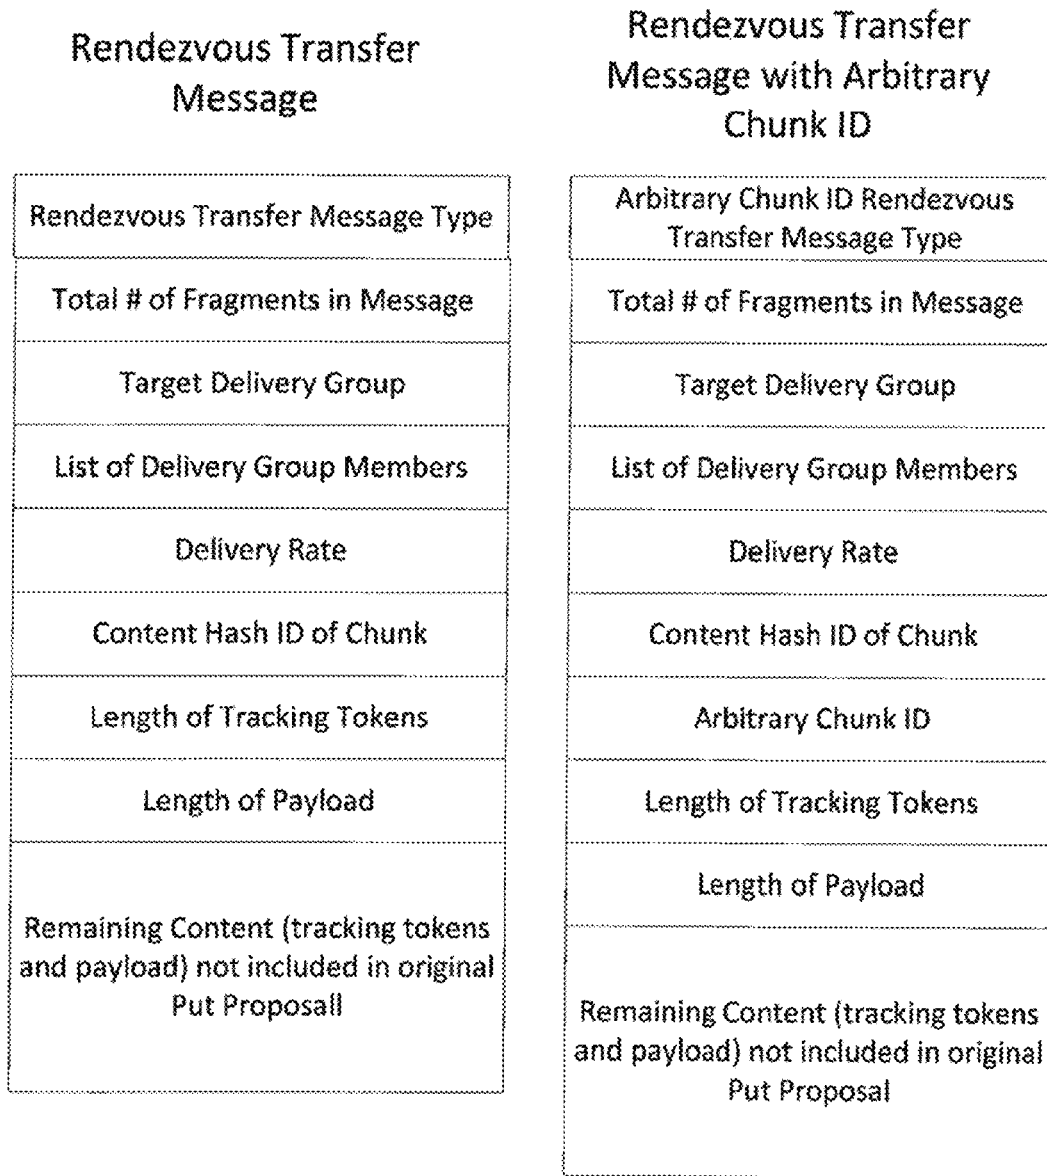 Rendezvous Transfer
Message
Rendezvous Transfer Message Type
Total # of Fragments in Message
Target Delivery Group
List of Delivery Group Members
Delivery Rate
Content Hash ID of Chunk
Length of Tracking Tokens
Length of Payload
Remaining Content (tracking tokens
and payload) not included in original
Put Proposall
Rendezvous Transfer
Message with Arbitrary
Chunk ID
Arbitrary Chunk ID Rendezvous
Transfer Message Type
Total # of Fragments in Message
Target Delivery Group
List of Delivery Group Members
Delivery Rate
Content Hash ID of Chunk
Arbitrary Chunk ID
Length of Tracking Tokens
Length of Payload
Remaining Content (tracking tokens
and payload) not included in original
Put Proposal